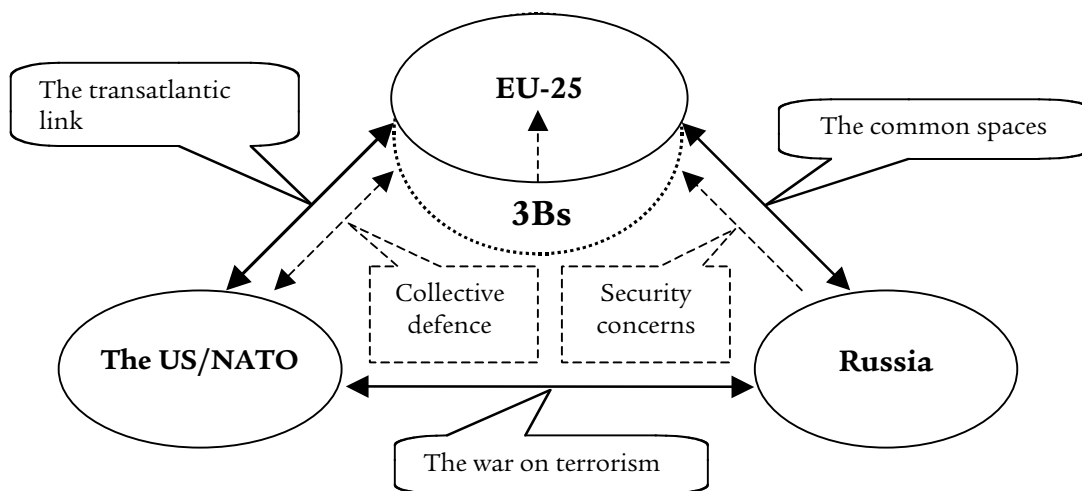 The transatlantic
link
EU-25
The common spaces
3Bs
Collective
defence
Security
concerns
The US/NATO
Russia
The war on terrorism